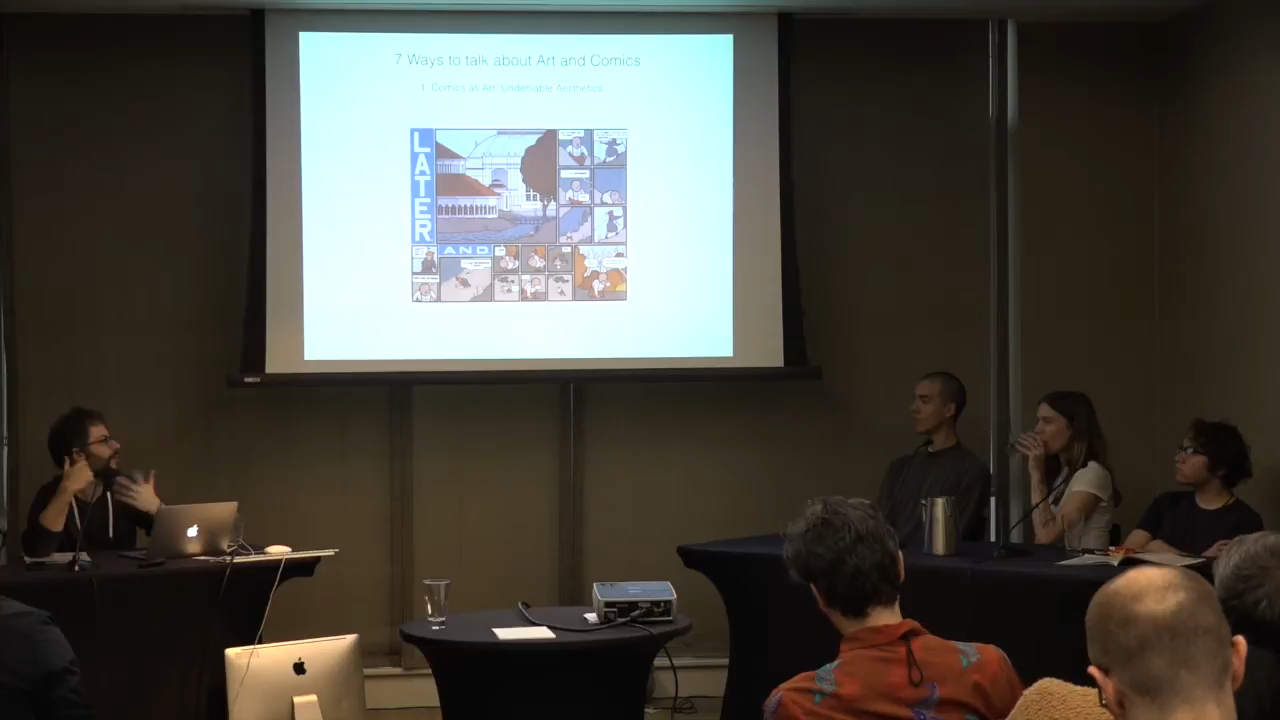 7 Ways to talk about Art and Comics
1. Comics as Art: Undeniable Aesthetics
LATER
AND